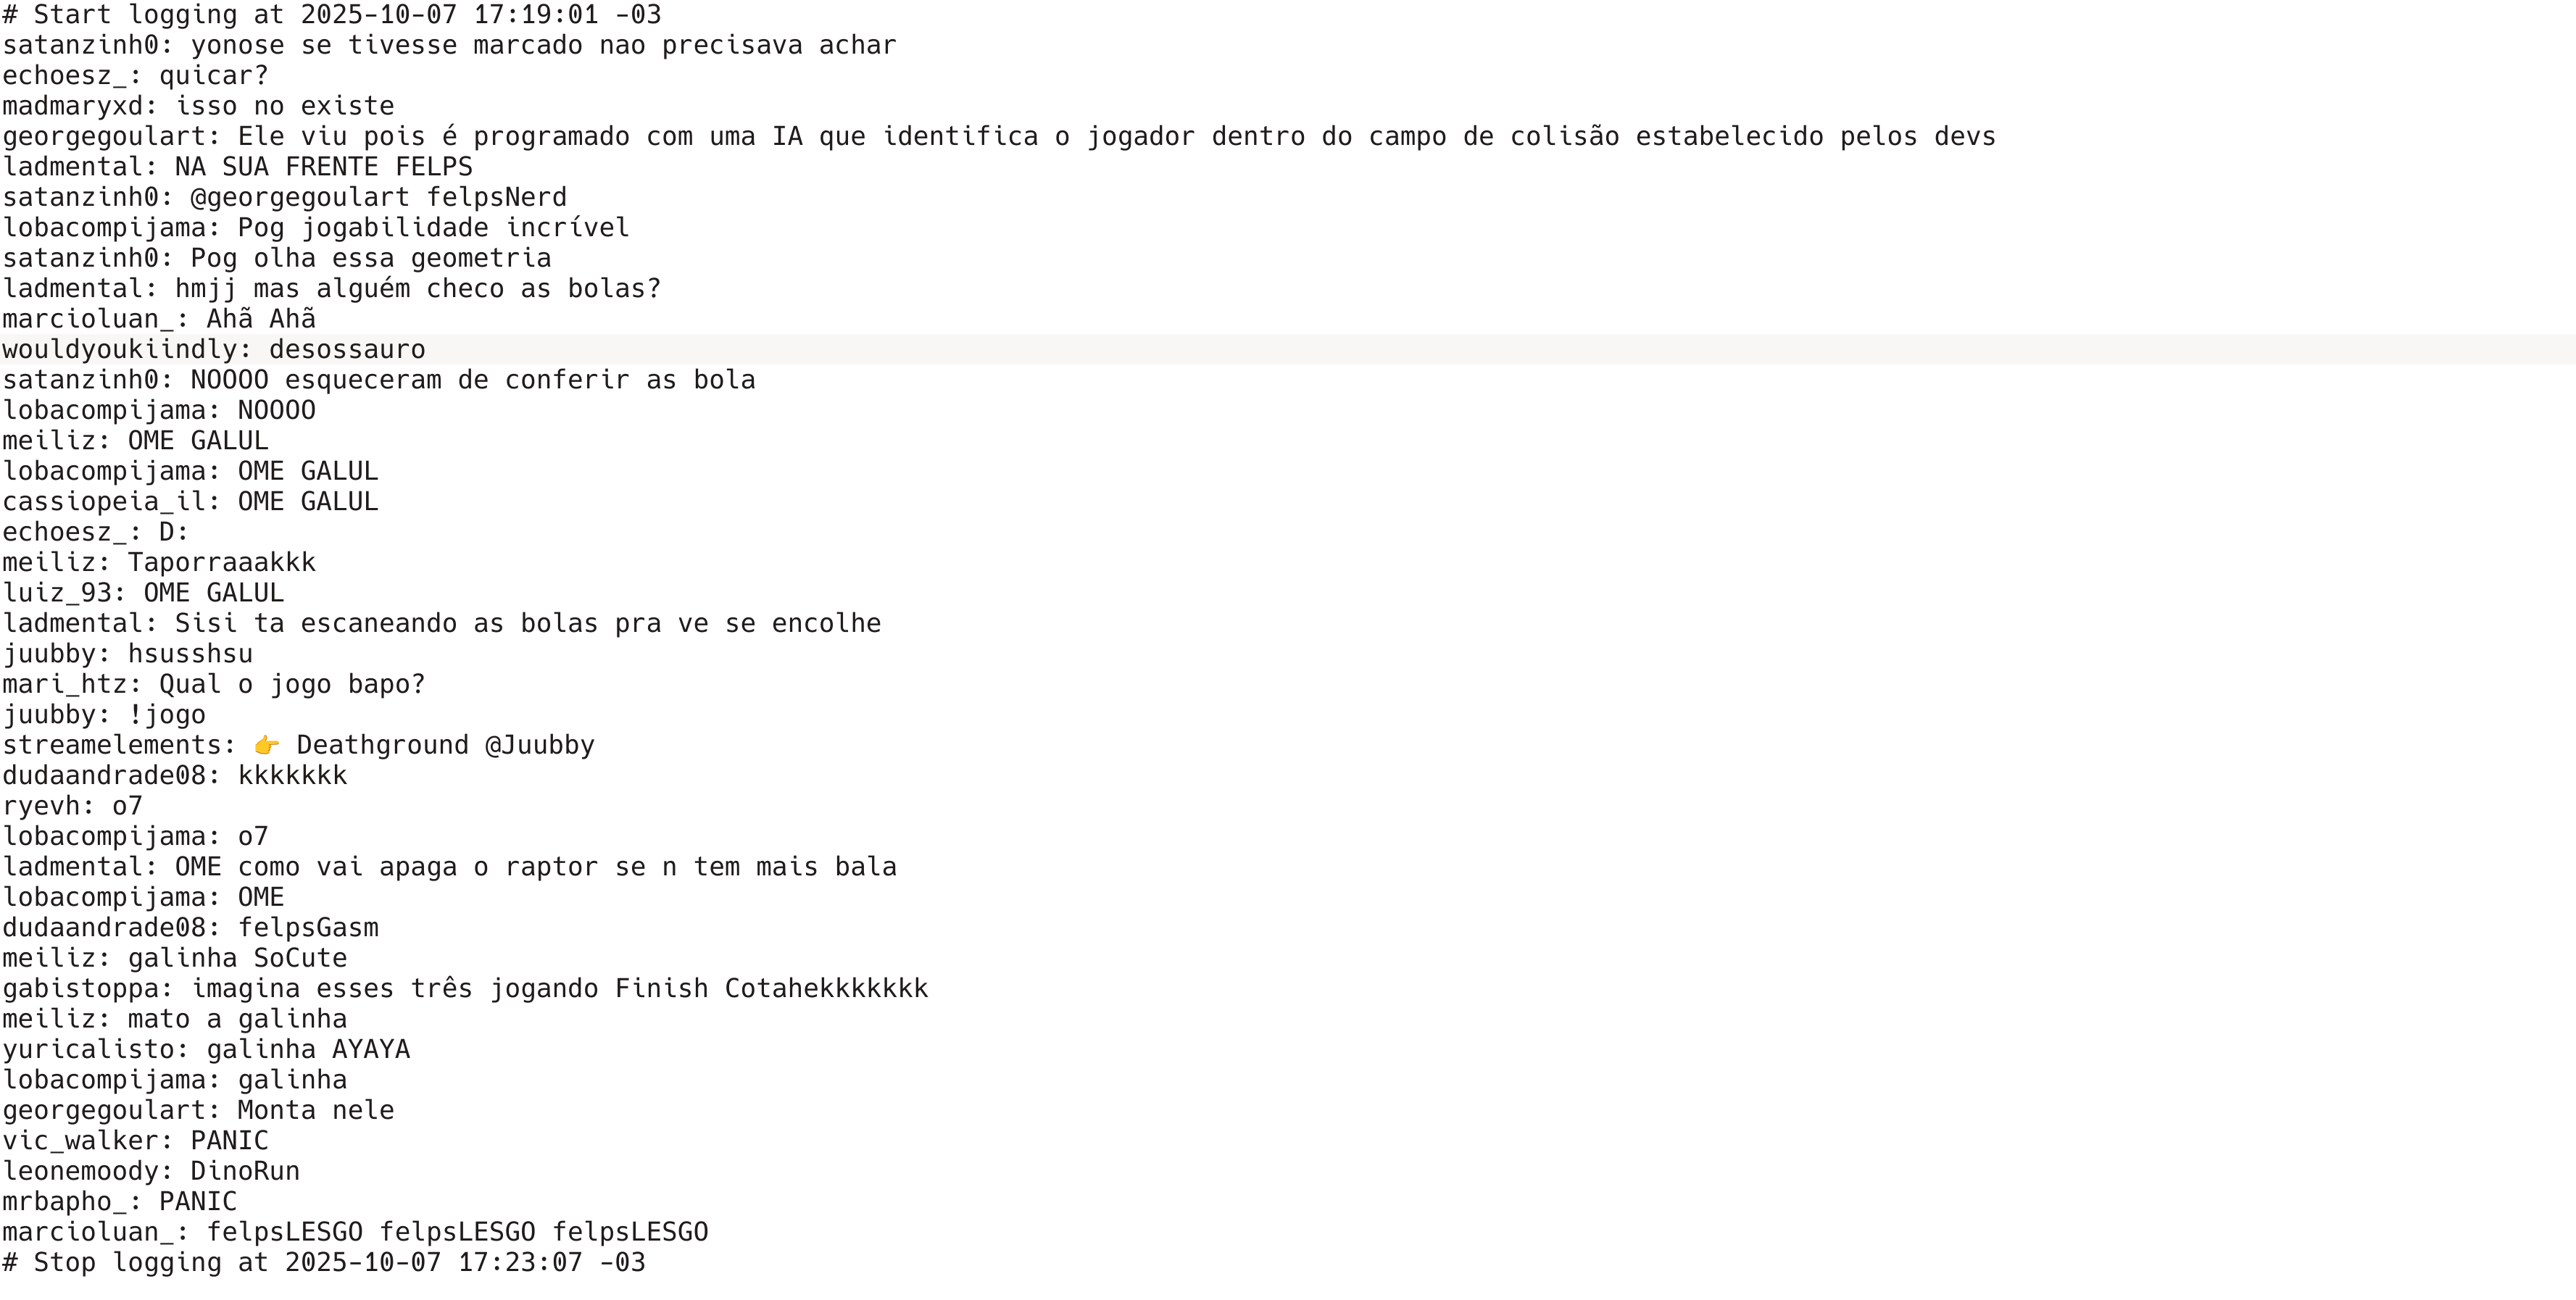 # Start logging at 2025-10-07 17:19:01 -03
satanzinh0: yonose se tivesse marcado nao precisava achar
echoesz_: quicar?
madmaryxd: isso no existe
georgegoulart: Ele viu pois é programado com uma IA que identifica o jogador dentro do campo de colisão estabelecido pelos devs
ladmental: NA SUA FRENTE FELPS
satanzinh0: @georgegoulart felpsNerd
lobacompijama: Pog jogabilidade incrível
satanzinh0: Pog olha essa geometria
ladmental: hmjj mas alguém checo as bolas?
marcioluan_: Ahã Ahã
wouldyoukiindly: desossauro
satanzinh0: NOOOO esqueceram de conferir as bola
lobacompijama: NOOOO
meiliz: OME GALUL
lobacompijama: OME GALUL
cassiopeia_il: OME GALUL
echoesz_: D:
meiliz: Taporraaakkk
luiz_93: OME GALUL
ladmental: Sisi ta escaneando as bolas pra ve se encolhe
juubby: hsusshsu
mari_htz: Qual o jogo bapo?
juubby: !jogo
streamelements: 👉 Deathground @Juubby
dudaandrade08: kkkkkkk
ryevh: o7
lobacompijama: o7
ladmental: OME como vai apaga o raptor se n tem mais bala
lobacompijama: OME
dudaandrade08: felpsGasm
meiliz: galinha SoCute
gabistoppa: imagina esses três jogando Finish Cotahekkkkkkk
meiliz: mato a galinha
yuricalisto: galinha AYAYA
lobacompijama: galinha
georgegoulart: Monta nele
vic_walker: PANIC
leonemoody: DinoRun
mrbapho_: PANIC
marcioluan_: felpsLESGO felpsLESGO felpsLESGO
# Stop logging at 2025-10-07 17:23:07 -03